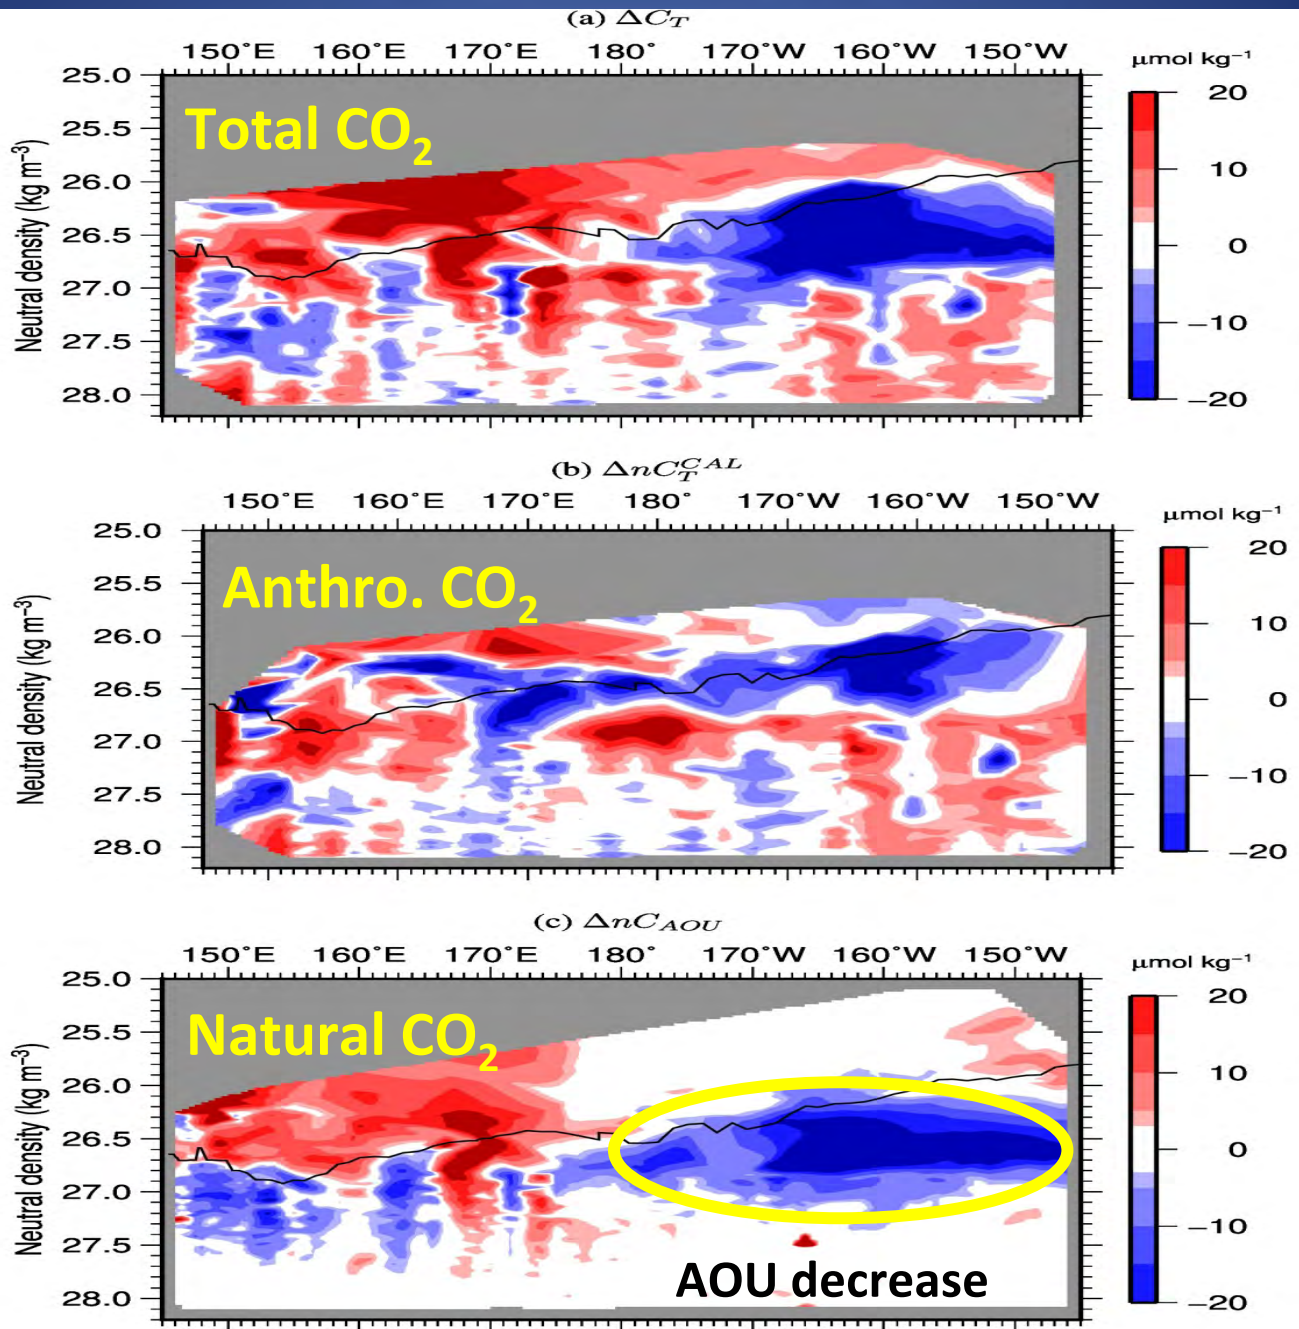 (a) ΔC_T
150°E 160°E 170°E 180° 170°W 160°W 150°W
μmol kg⁻¹
Neutral density (kg m⁻³)
25.0
25.5
26.0
26.5
27.0
27.5
28.0
Total CO₂
20
10
0
−10
−20
(b) ΔnC_T^CAL
150°E 160°E 170°E 180° 170°W 160°W 150°W
μmol kg⁻¹
Neutral density (kg m⁻³)
25.0
25.5
26.0
26.5
27.0
27.5
28.0
Anthro. CO₂
20
10
0
−10
−20
(c) ΔnC_AOU
150°E 160°E 170°E 180° 170°W 160°W 150°W
μmol kg⁻¹
Neutral density (kg m⁻³)
25.0
25.5
26.0
26.5
27.0
27.5
28.0
Natural CO₂
AOU decrease
20
10
0
−10
−20